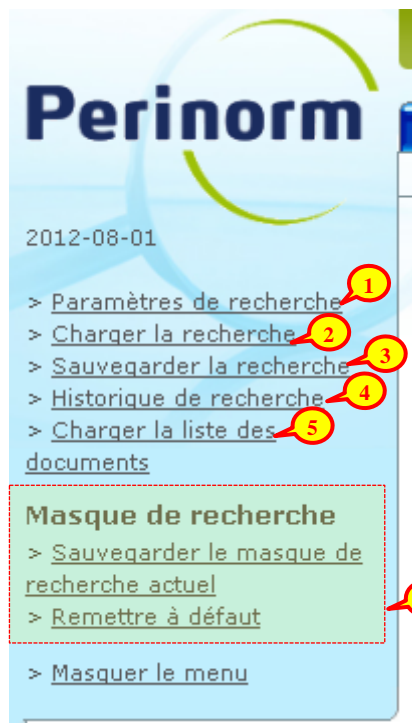 Perinorm
2012-08-01
> Paramètres de recherche 1
> Charger la recherche 2
> Sauvegarder la recherche 3
> Historique de recherche 4
> Charger la liste des 5
documents
Masque de recherche
> Sauvegarder le masque de
recherche actuel
> Remettre à défaut
> Masquer le menu